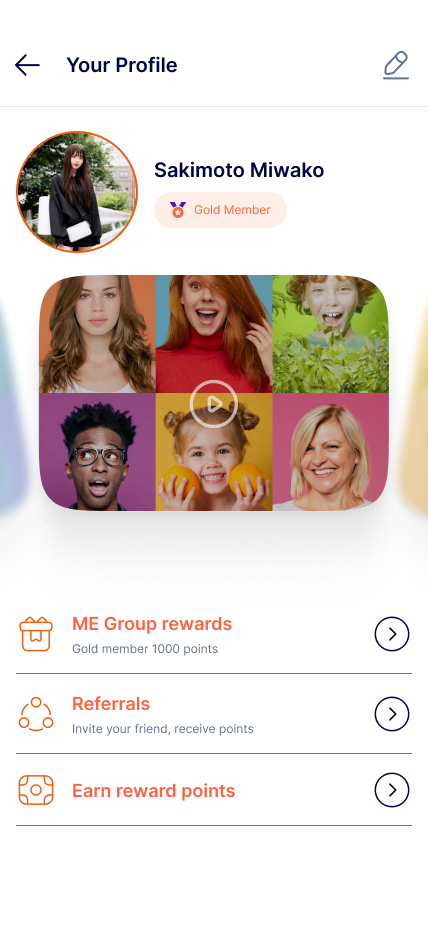 Your Profile
Sakimoto Miwako
Gold Member
ME Group rewards
Gold member 1000 points
Referrals
Invite your friend, receive points
Earn reward points